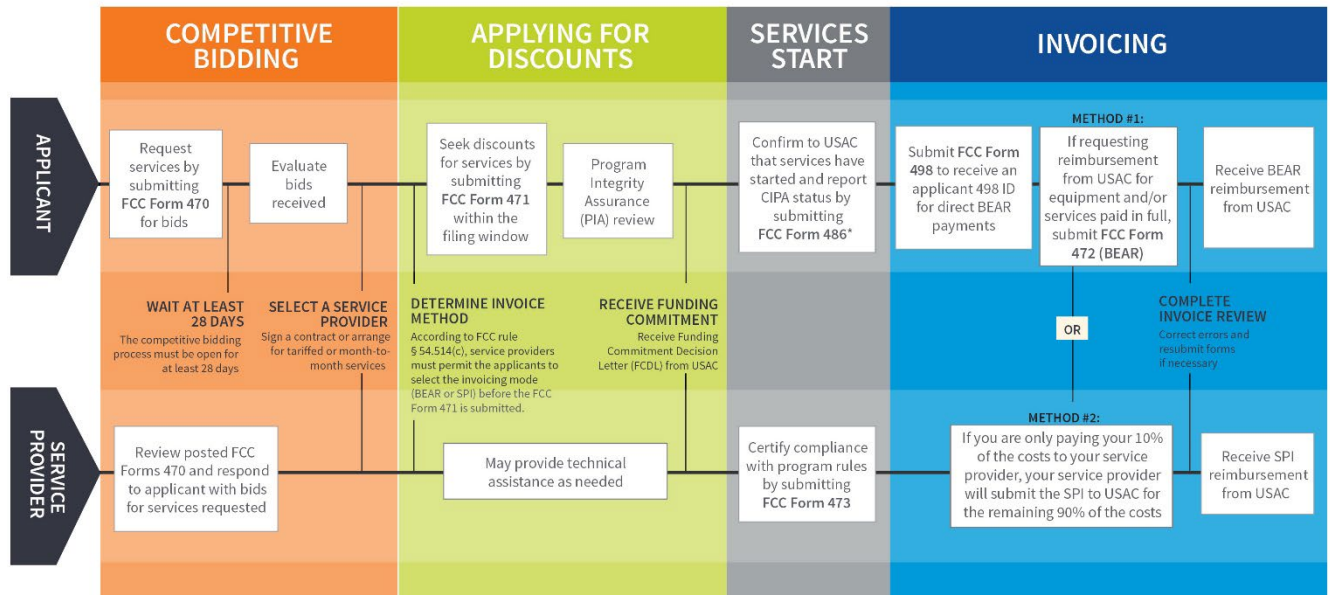 COMPETITIVE
BIDDING
APPLYING FOR
DISCOUNTS
SERVICES
START
INVOICING
APPLICANT
Request
services by
submitting
FCC Form 470
for bids
Evaluate
bids
received
Seek discounts
for services by
submitting
FCC Form 471
within the
filing window
Program
Integrity
Assurance
(PIA) review
Confirm to USAC
that services have
started and report
CIPA status by
submitting
FCC Form 486*
Submit FCC Form
498 to receive an
applicant 498 ID
for direct BEAR
payments
METHOD #1:
If requesting
reimbursement
from USAC for
equipment and/or
services paid in full,
submit FCC Form
472 (BEAR)
Receive BEAR
reimbursement
from USAC
WAIT AT LEAST
28 DAYS
The competitive bidding
process must be open for
at least 28 days
SELECT A SERVICE
PROVIDER
Sign a contract or arrange
for tariffed or month-to-
month services
DETERMINE INVOICE
METHOD
According to FCC rule
§ 54.514(c), service providers
must permit the applicants to
select the invoicing mode
(BEAR or SPI) before the FCC
Form 471 is submitted.
RECEIVE FUNDING
COMMITMENT
Receive Funding
Commitment Decision
Letter (FCDL) from USAC
OR
COMPLETE
INVOICE REVIEW
Correct errors and
resubmit forms
if necessary
SERVICE
PROVIDER
Review posted FCC
Forms 470 and respond
to applicant with bids
for services requested
May provide technical
assistance as needed
Certify compliance
with program rules
by submitting
FCC Form 473
METHOD #2:
If you are only paying your 10%
of the costs to your service
provider, your service provider
will submit the SPI to USAC for
the remaining 90% of the costs
Receive SPI
reimbursement
from USAC